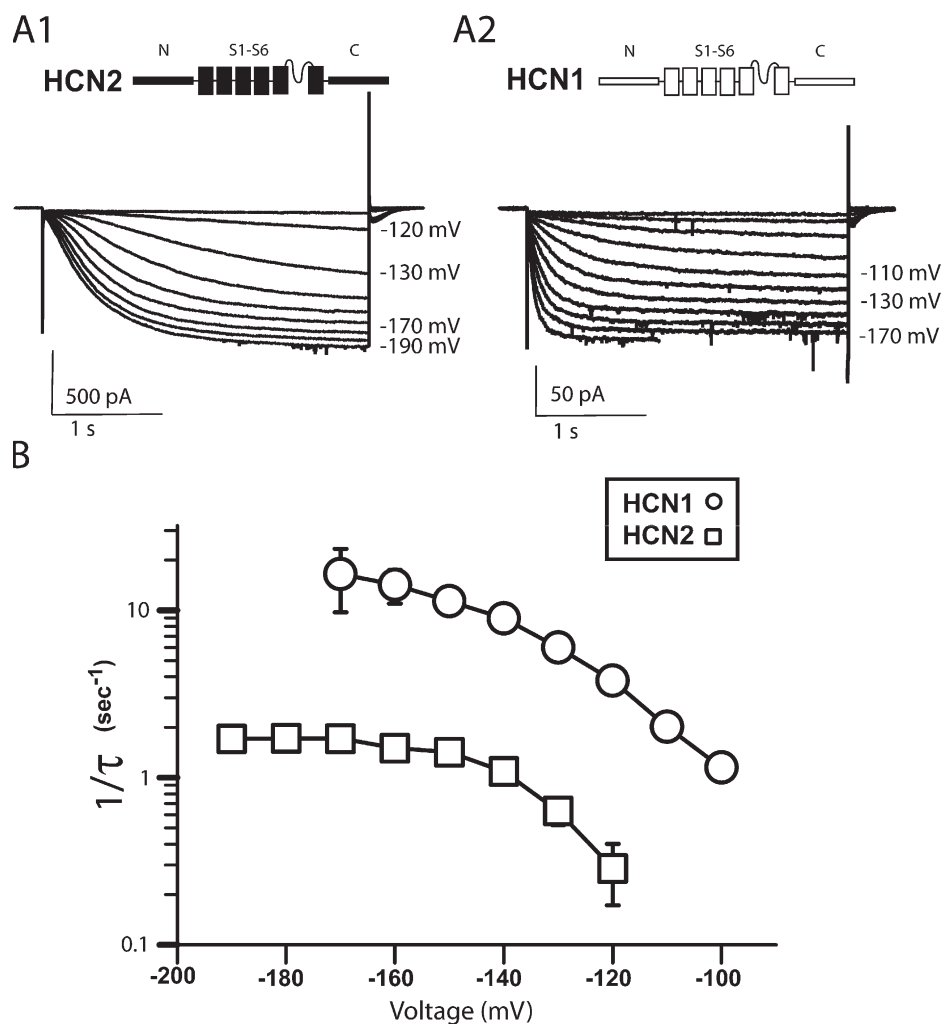 A1
N S1-S6 C
HCN2
-120 mV
-130 mV
-170 mV
-190 mV
500 pA
1 s
A2
N S1-S6 C
HCN1
-110 mV
-130 mV
-170 mV
50 pA
1 s
B
HCN1
HCN2
10
1
0.1
1/τ (sec⁻¹)
-200 -180 -160 -140 -120 -100
Voltage (mV)